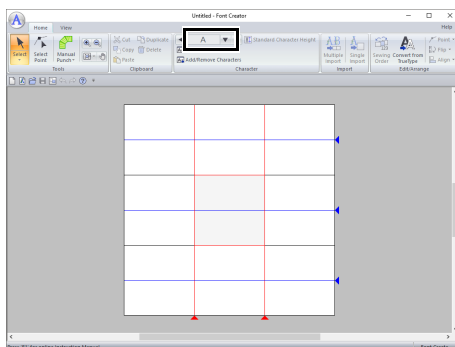 Untitled - Font Creator
Home View Help
Cut Duplicate
Copy Delete
Paste
Select
Select Point
Manual Punch
A
Standard Character Height
Add/Remove Characters
Multiple Import
Single Import
Sewing Order
Convert from TrueType
Point
Flip
Align
Tools Clipboard Character Import Edit/Arrange